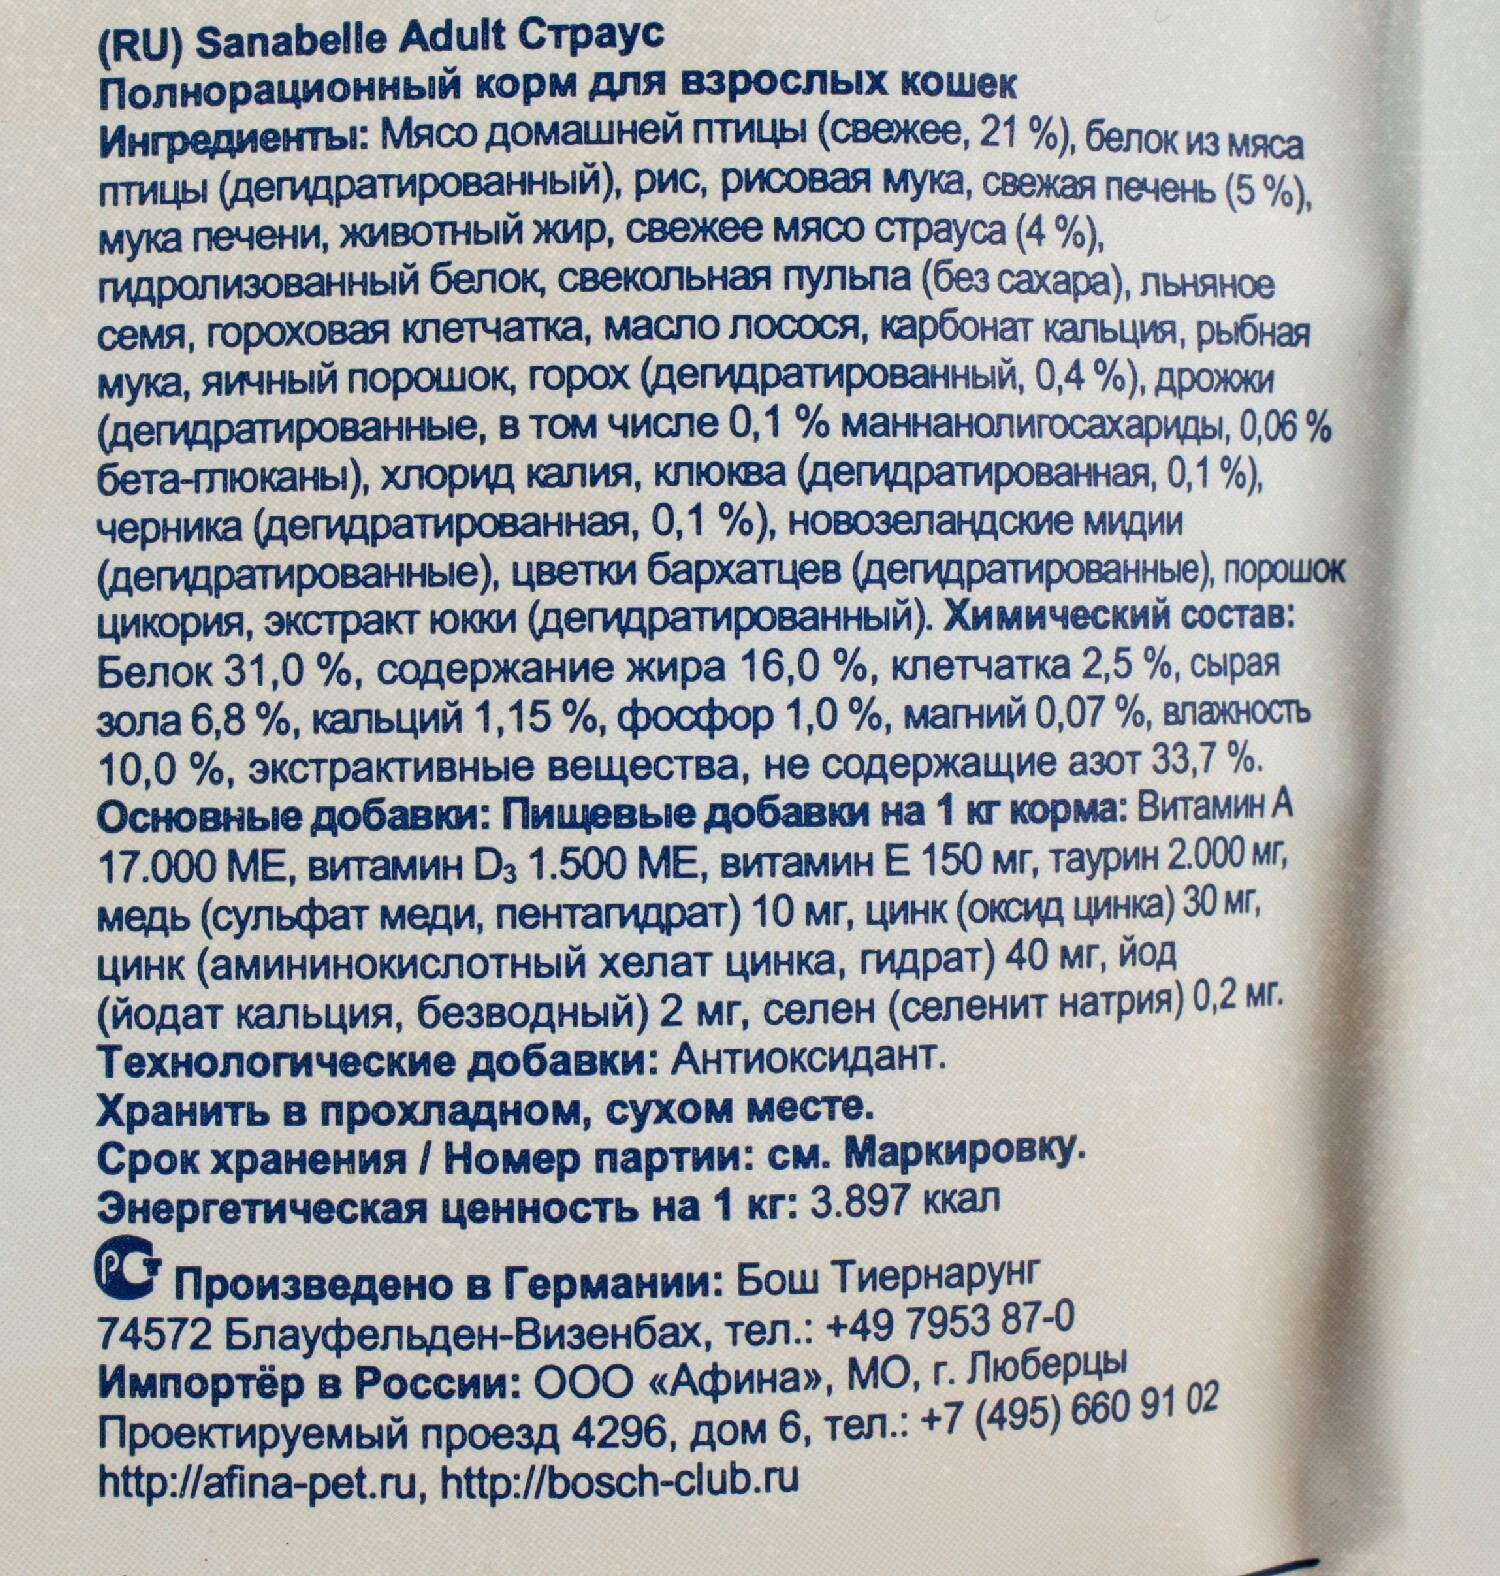 (RU) Sanabelle Adult Страус
Полнорационный корм для взрослых кошек
Ингредиенты: Мясо домашней птицы (свежее, 21 %), белок из мяса
птицы (дегидратированный), рис, рисовая мука, свежая печень (5 %),
мука печени, животный жир, свежее мясо страуса (4 %),
гидролизованный белок, свекольная пульпа (без сахара), льняное
семя, гороховая клетчатка, масло лосося, карбонат кальция, рыбная
мука, яичный порошок, горох (дегидратированный, 0,4 %), дрожжи
(дегидратированные, в том числе 0,1 % маннанолигосахариды, 0,06 %
бета-глюканы), хлорид калия, клюква (дегидратированная, 0,1 %),
черника (дегидратированная, 0,1 %), новозеландские мидии
(дегидратированные), цветки бархатцев (дегидратированные), порошок
цикория, экстракт юкки (дегидратированный). Химический состав:
Белок 31,0 %, содержание жира 16,0 %, клетчатка 2,5 %, сырая
зола 6,8 %, кальций 1,15 %, фосфор 1,0 %, магний 0,07 %, влажность
10,0 %, экстрактивные вещества, не содержащие азот 33,7 %.
Основные добавки: Пищевые добавки на 1 кг корма: Витамин А
17.000 МЕ, витамин D₃ 1.500 МЕ, витамин Е 150 мг, таурин 2.000 мг,
медь (сульфат меди, пентагидрат) 10 мг, цинк (оксид цинка) 30 мг,
цинк (амининокислотный хелат цинка, гидрат) 40 мг, йод
(йодат кальция, безводный) 2 мг, селен (селенит натрия) 0,2 мг.
Технологические добавки: Антиоксидант.
Хранить в прохладном, сухом месте.
Срок хранения / Номер партии: см. Маркировку.
Энергетическая ценность на 1 кг: 3.897 ккал
РСТ Произведено в Германии: Бош Тиернарунг
74572 Блауфельден-Визенбах, тел.: +49 7953 87-0
Импортёр в России: ООО «Афина», МО, г. Люберцы
Проектируемый проезд 4296, дом 6, тел.: +7 (495) 660 91 02
http://afina-pet.ru, http://bosch-club.ru